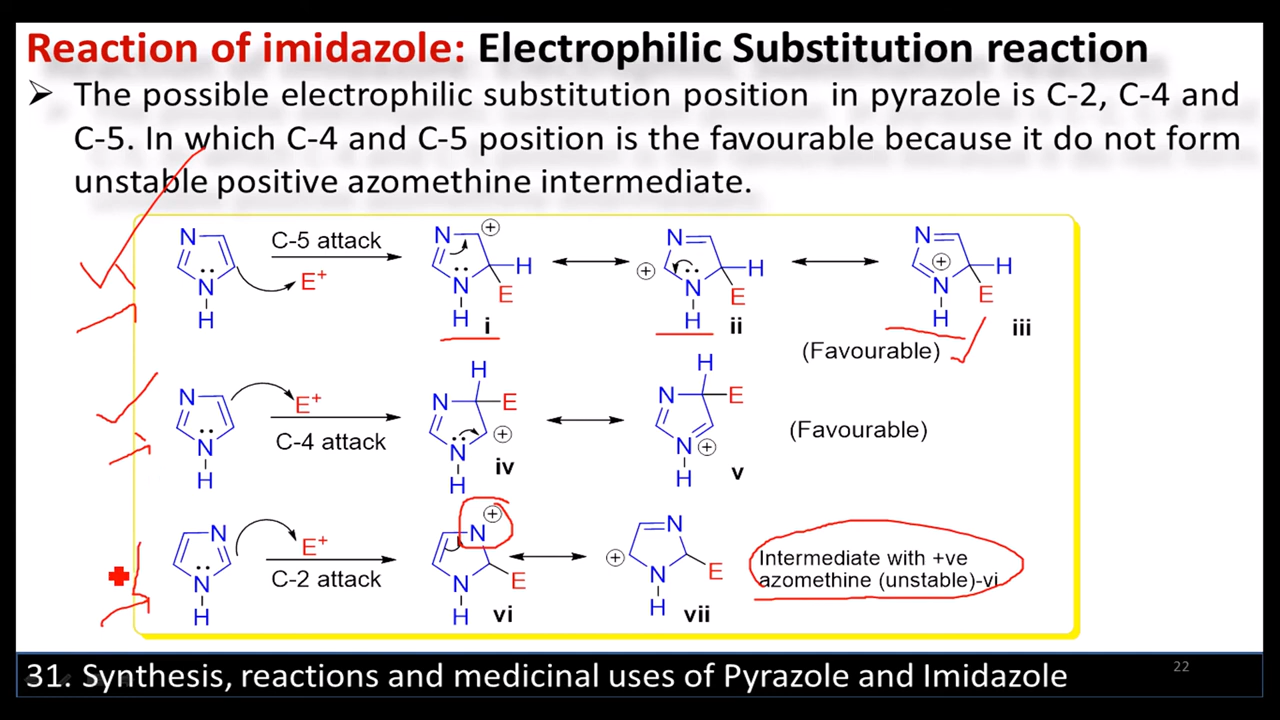 Reaction of imidazole: Electrophilic Substitution reaction
➤ The possible electrophilic substitution position in pyrazole is C-2, C-4 and
C-5. In which C-4 and C-5 position is the favourable because it do not form
unstable positive azomethine intermediate.
N N H C-5 attack E+ N N H H E i N N H H E ii N N H H E iii
(Favourable)
N N H E+ C-4 attack N N H H E iv N N H H E v (Favourable)
N N H E+ C-2 attack N N H E vi N N H E vii
Intermediate with +ve
azomethine (unstable)-vi
31. Synthesis, reactions and medicinal uses of Pyrazole and Imidazole
22